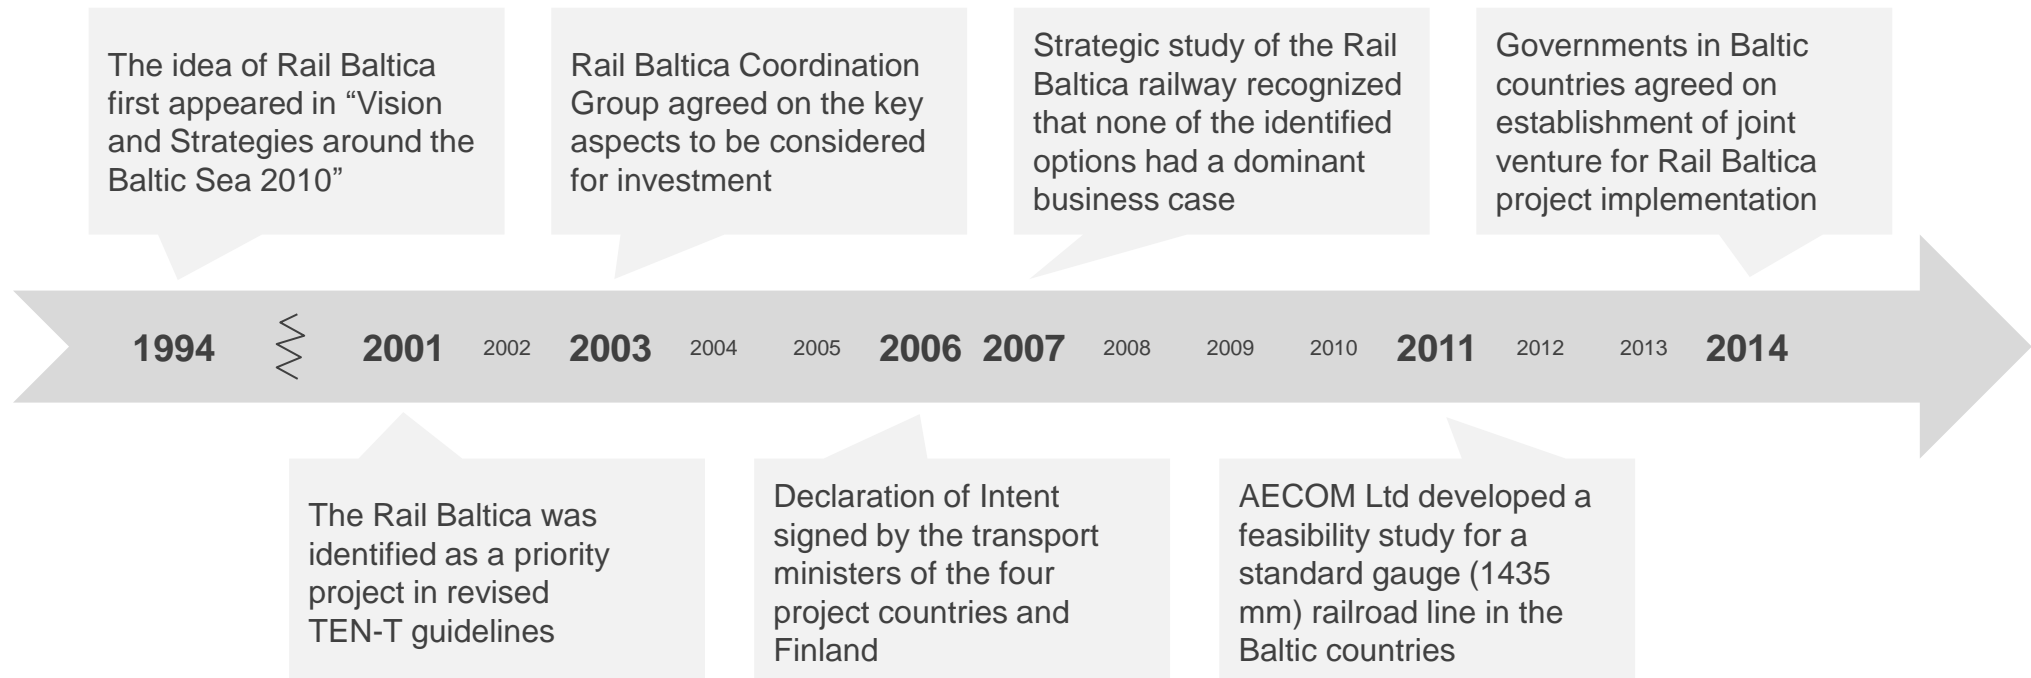 The idea of Rail Baltica
first appeared in “Vision
and Strategies around the
Baltic Sea 2010”
Rail Baltica Coordination
Group agreed on the key
aspects to be considered
for investment
Strategic study of the Rail
Baltica railway recognized
that none of the identified
options had a dominant
business case
Governments in Baltic
countries agreed on
establishment of joint
venture for Rail Baltica
project implementation
1994 2001 2002 2003 2004 2005 2006 2007 2008 2009 2010 2011 2012 2013 2014
The Rail Baltica was
identified as a priority
project in revised
TEN-T guidelines
Declaration of Intent
signed by the transport
ministers of the four
project countries and
Finland
AECOM Ltd developed a
feasibility study for a
standard gauge (1435
mm) railroad line in the
Baltic countries